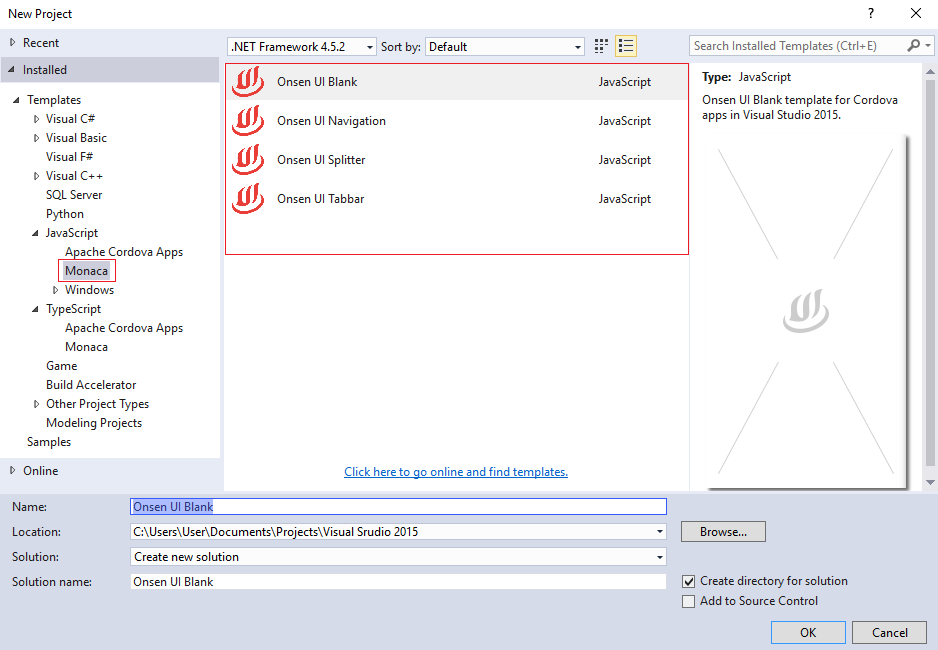 New Project
?
Recent
.NET Framework 4.5.2
Sort by:
Default
Search Installed Templates (Ctrl+E)
Installed
Templates
Visual C#
Visual Basic
Visual F#
Visual C++
SQL Server
Python
JavaScript
Apache Cordova Apps
Monaca
Windows
TypeScript
Apache Cordova Apps
Monaca
Game
Build Accelerator
Other Project Types
Modeling Projects
Samples
Online
Onsen UI Blank JavaScript
Onsen UI Navigation JavaScript
Onsen UI Splitter JavaScript
Onsen UI Tabbar JavaScript
Click here to go online and find templates.
Type: JavaScript
Onsen UI Blank template for Cordova
apps in Visual Studio 2015.
Name: Onsen UI Blank
Location: C:\Users\User\Documents\Projects\Visual Srudio 2015
Browse...
Solution: Create new solution
Solution name: Onsen UI Blank
Create directory for solution
Add to Source Control
OK
Cancel